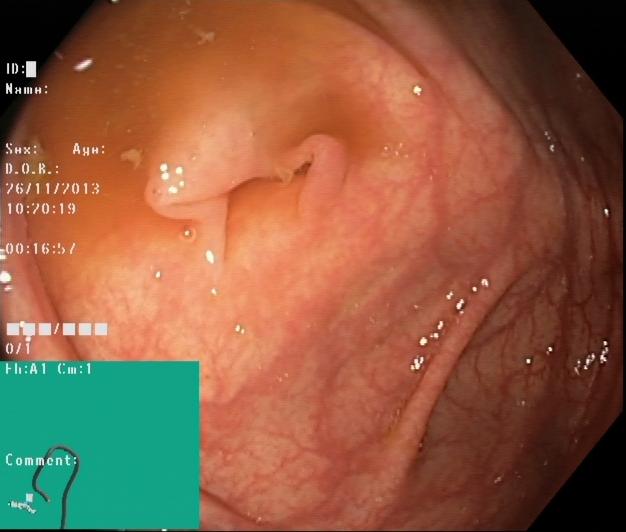 ID:
Name:
Sex: Age:
D.O.B.:
26/11/2013
10:20:19
00:16:57
/
0/1
Eh:A1 Cm:1
Comment: